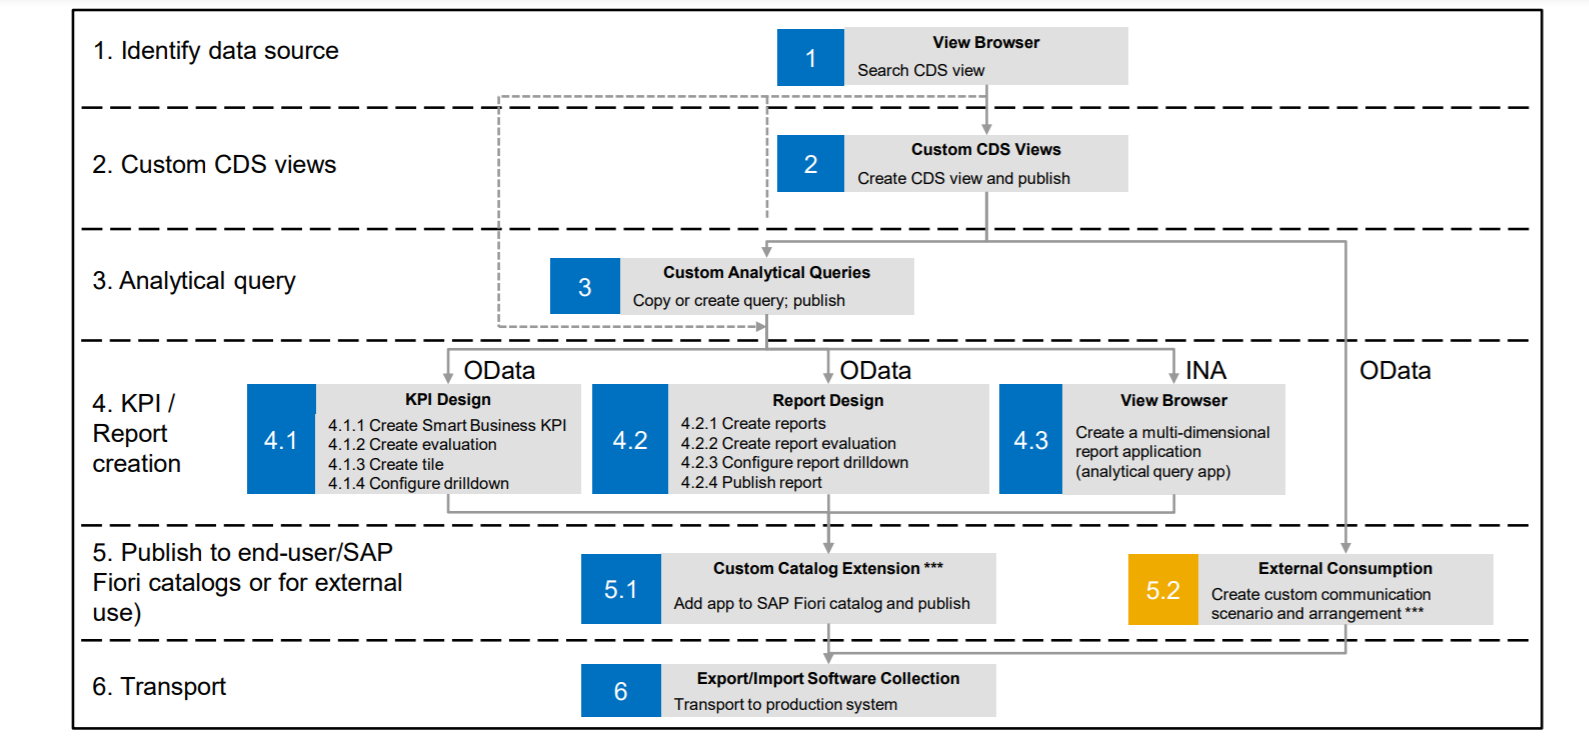 1. Identify data source
1
View Browser
Search CDS view
2. Custom CDS views
2
Custom CDS Views
Create CDS view and publish
3. Analytical query
3
Custom Analytical Queries
Copy or create query; publish
OData
OData
INA
OData
4. KPI /
Report
creation
4.1
KPI Design
4.1.1 Create Smart Business KPI
4.1.2 Create evaluation
4.1.3 Create tile
4.1.4 Configure drilldown
4.2
Report Design
4.2.1 Create reports
4.2.2 Create report evaluation
4.2.3 Configure report drilldown
4.2.4 Publish report
4.3
View Browser
Create a multi-dimensional
report application
(analytical query app)
5. Publish to end-user/SAP
Fiori catalogs or for external
use)
5.1
Custom Catalog Extension ***
Add app to SAP Fiori catalog and publish
5.2
External Consumption
Create custom communication
scenario and arrangement ***
6. Transport
6
Export/Import Software Collection
Transport to production system